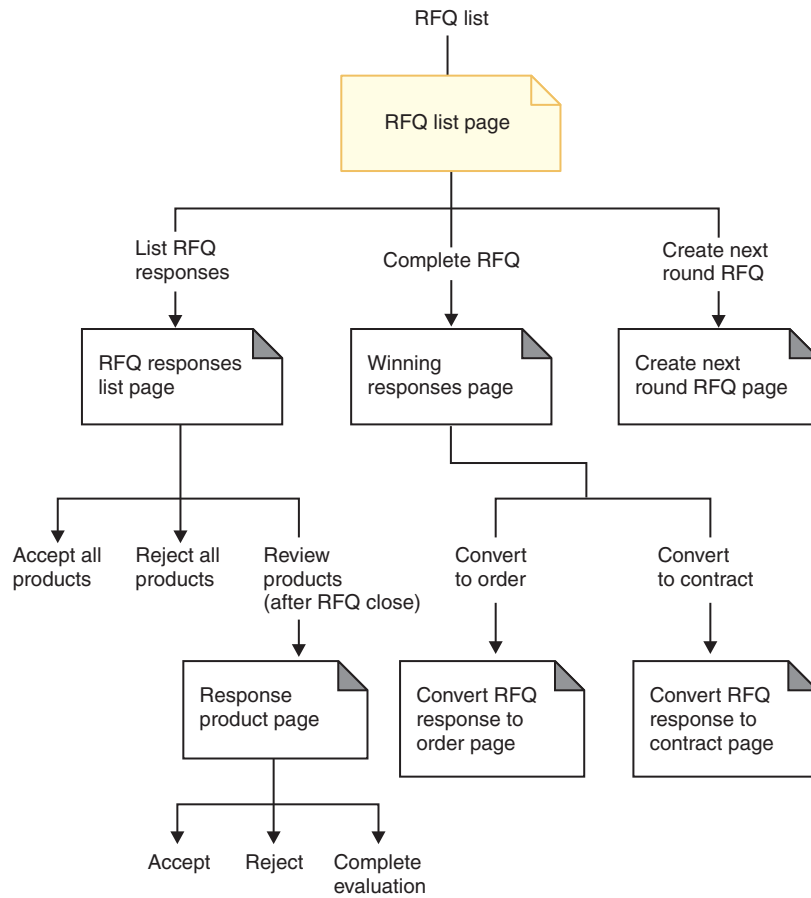 RFQ list
RFQ list page
List RFQ
responses
Complete RFQ
Create next
round RFQ
RFQ responses
list page
Winning
responses page
Create next
round RFQ page
Accept all
products
Reject all
products
Review
products
(after RFQ close)
Convert
to order
Convert
to contract
Response
product page
Convert RFQ
response to
order page
Convert RFQ
response to
contract page
Accept
Reject
Complete
evaluation